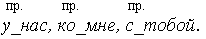 пр. пр. пр.
у_нас, ко_мне, с_тобой.